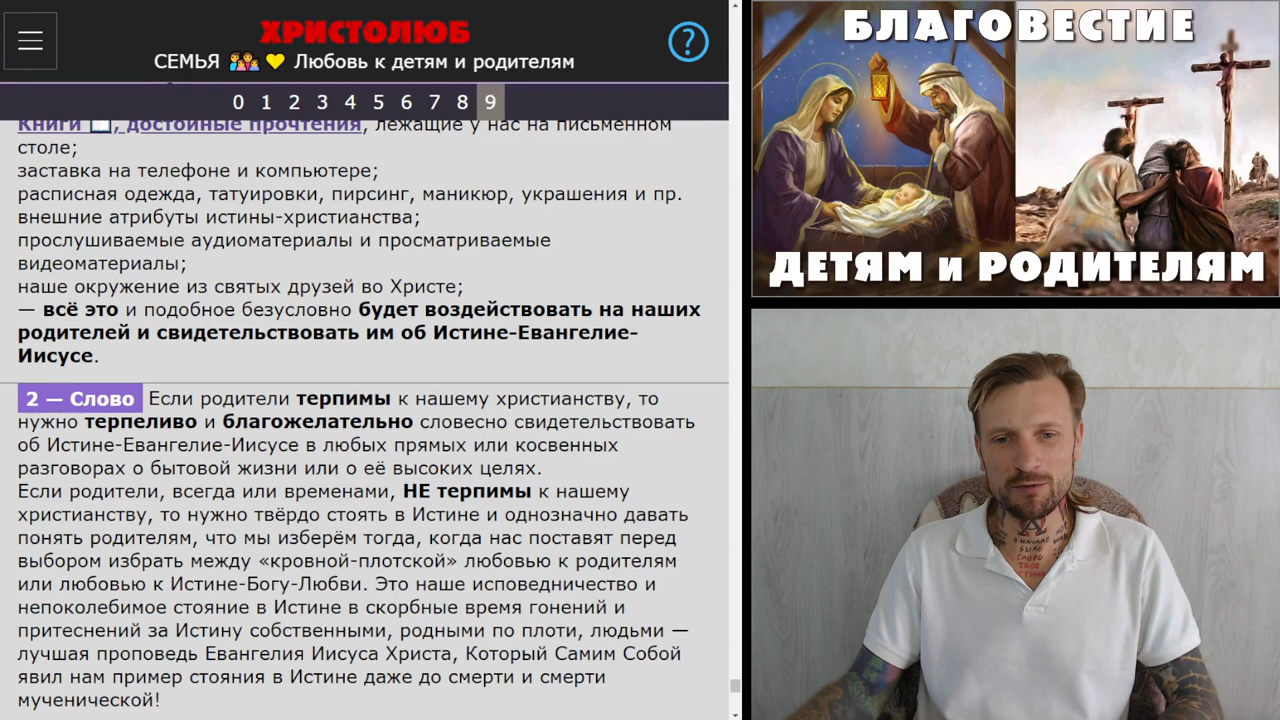 ХРИСТОЛЮБ
СЕМЬЯ 👨‍👩‍👧 💛 Любовь к детям и родителям
0 1 2 3 4 5 6 7 8 9
Книги 📖, достойные прочтения, лежащие у нас на письменном
столе;
заставка на телефоне и компьютере;
расписная одежда, татуировки, пирсинг, маникюр, украшения и пр.
внешние атрибуты истины-христианства;
прослушиваемые аудиоматериалы и просматриваемые
видеоматериалы;
наше окружение из святых друзей во Христе;
— всё это и подобное безусловно будет воздействовать на наших
родителей и свидетельствовать им об Истине-Евангелие-
Иисусе.
2 — Слово Если родители терпимы к нашему христианству, то
нужно терпеливо и благожелательно словесно свидетельствовать
об Истине-Евангелие-Иисусе в любых прямых или косвенных
разговорах о бытовой жизни или о её высоких целях.
Если родители, всегда или временами, НЕ терпимы к нашему
христианству, то нужно твёрдо стоять в Истине и однозначно давать
понять родителям, что мы изберём тогда, когда нас поставят перед
выбором избрать между «кровной-плотской» любовью к родителям
или любовью к Истине-Богу-Любви. Это наше исповедничество и
непоколебимое стояние в Истине в скорбные время гонений и
притеснений за Истину собственными, родными по плоти, людьми —
лучшая проповедь Евангелия Иисуса Христа, Который Самим Собой
явил нам пример стояния в Истине даже до смерти и смерти
мученической!
БЛАГОВЕСТИЕ
ДЕТЯМ и РОДИТЕЛЯМ
В НАЧАЛЕ
БЫЛО
СЛОВО
ТВОЕ
ИСТИНА